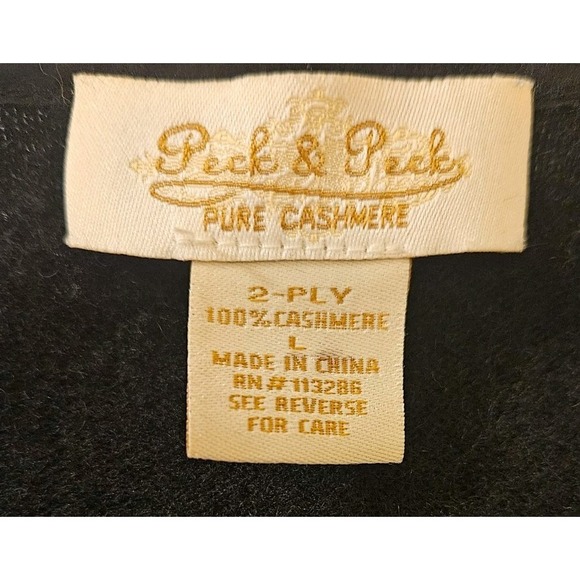 Peck & Peck
PURE CASHMERE
2-PLY
100% CASHMERE
L
MADE IN CHINA
RN # 113286
SEE REVERSE
FOR CARE